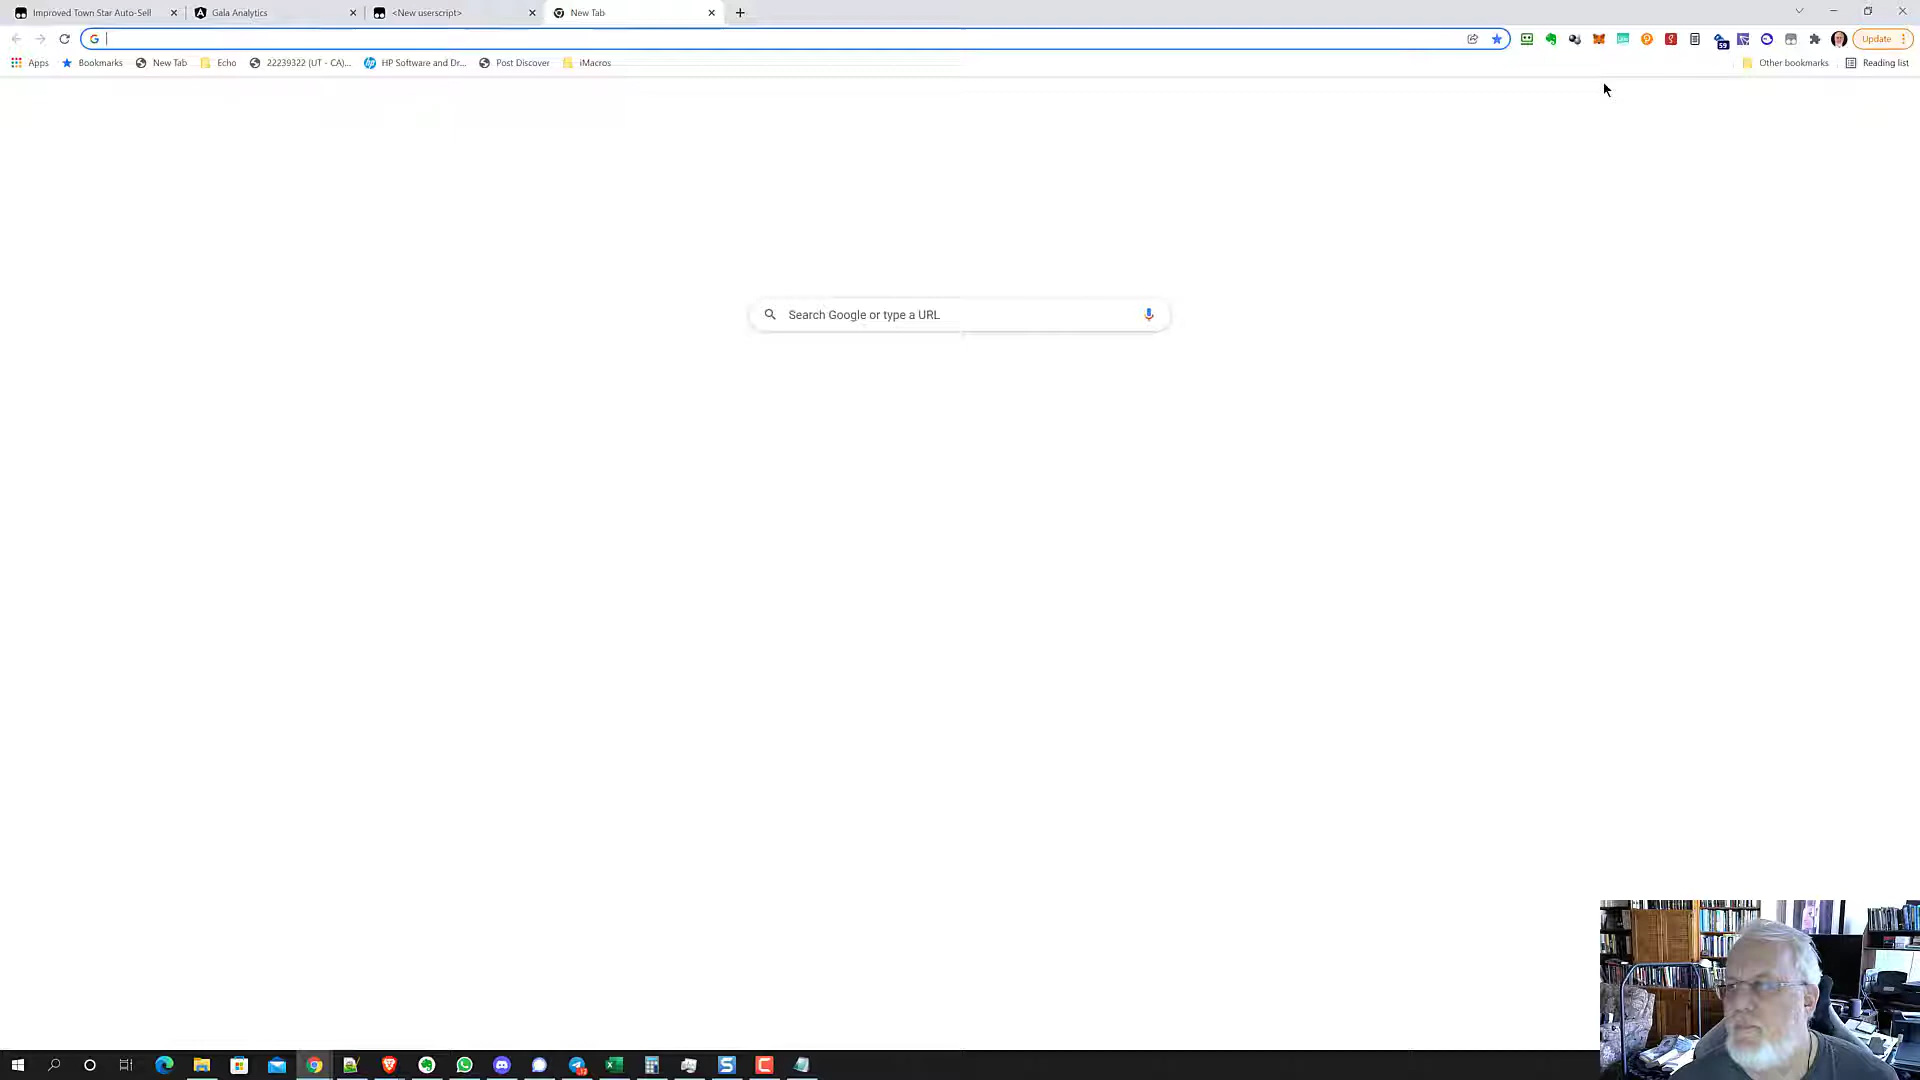 Improved Town Star Auto-Sell
Gala Analytics
<New userscript>
New Tab
Update
Apps
Bookmarks
New Tab
Echo
22239322 (UT - CA)...
HP Software and Dr...
Post Discover
iMacros
Other bookmarks
Reading list
59
Search Google or type a URL